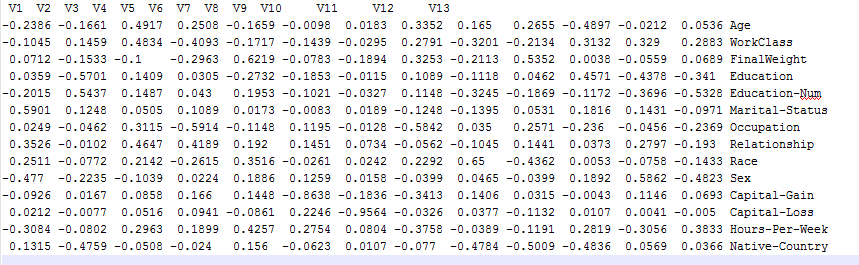 V1 V2 V3 V4 V5 V6 V7 V8 V9 V10 V11 V12 V13
-0.2386 -0.1661 0.4917 0.2508 -0.1659 -0.0098 0.0183 0.3352 0.165 0.2655 -0.4897 -0.0212 0.0536 Age
-0.1045 0.1459 0.4834 -0.4093 -0.1717 -0.1439 -0.0295 0.2791 -0.3201 -0.2134 0.3132 0.329 0.2883 WorkClass
0.0712 -0.1533 -0.1 -0.2963 0.6219 -0.0783 -0.1894 0.3253 -0.2113 0.5352 0.0038 -0.0559 0.0689 FinalWeight
0.0359 -0.5701 0.1409 0.0305 -0.2732 -0.1853 -0.0115 0.1089 -0.1118 0.0462 0.4571 -0.4378 -0.341 Education
-0.2015 0.5437 0.1487 0.043 0.1953 -0.1021 -0.0327 0.1148 -0.3245 -0.1869 -0.1172 -0.3696 -0.5328 Education-Num
0.5901 0.1248 0.0505 0.1089 0.0173 -0.0083 0.0189 -0.1248 -0.1395 0.0531 0.1816 0.1431 -0.0971 Marital-Status
0.0249 -0.0462 0.3115 -0.5914 -0.1148 0.1195 -0.0128 -0.5842 0.035 0.2571 -0.236 -0.0456 -0.2369 Occupation
0.3526 -0.0102 0.4647 0.4189 0.192 0.1451 0.0734 -0.0562 -0.1045 0.1441 0.0373 0.2797 -0.193 Relationship
0.2511 -0.0772 0.2142 -0.2615 0.3516 -0.0261 0.0242 0.2292 0.65 -0.4362 0.0053 -0.0758 -0.1433 Race
-0.477 -0.2235 -0.1039 0.0224 0.1886 0.1259 0.0158 -0.0399 0.0465 -0.0399 0.1892 0.5862 -0.4823 Sex
-0.0926 0.0167 0.0858 0.166 0.1448 -0.8638 -0.1836 -0.3413 0.1406 0.0315 -0.0043 0.1146 0.0693 Capital-Gain
0.0212 -0.0077 0.0516 0.0941 -0.0861 0.2246 -0.9564 -0.0326 0.0377 -0.1132 0.0107 0.0041 -0.005 Capital-Loss
-0.3084 -0.0802 0.2963 0.1899 0.4257 0.2754 0.0804 -0.3758 -0.0389 -0.1191 0.2819 -0.3056 0.3833 Hours-Per-Week
0.1315 -0.4759 -0.0508 -0.024 0.156 -0.0623 0.0107 -0.077 -0.4784 -0.5009 -0.4836 0.0569 0.0366 Native-Country